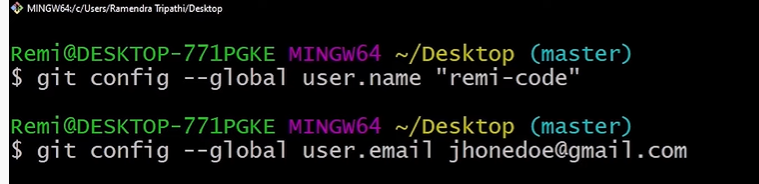 MINGW64:/c/Users/Ramendra Tripathi/Desktop
Remi@DESKTOP-771PGKE MINGW64 ~/Desktop (master)
$ git config --global user.name "remi-code"
Remi@DESKTOP-771PGKE MINGW64 ~/Desktop (master)
$ git config --global user.email jhonedoe@gmail.com